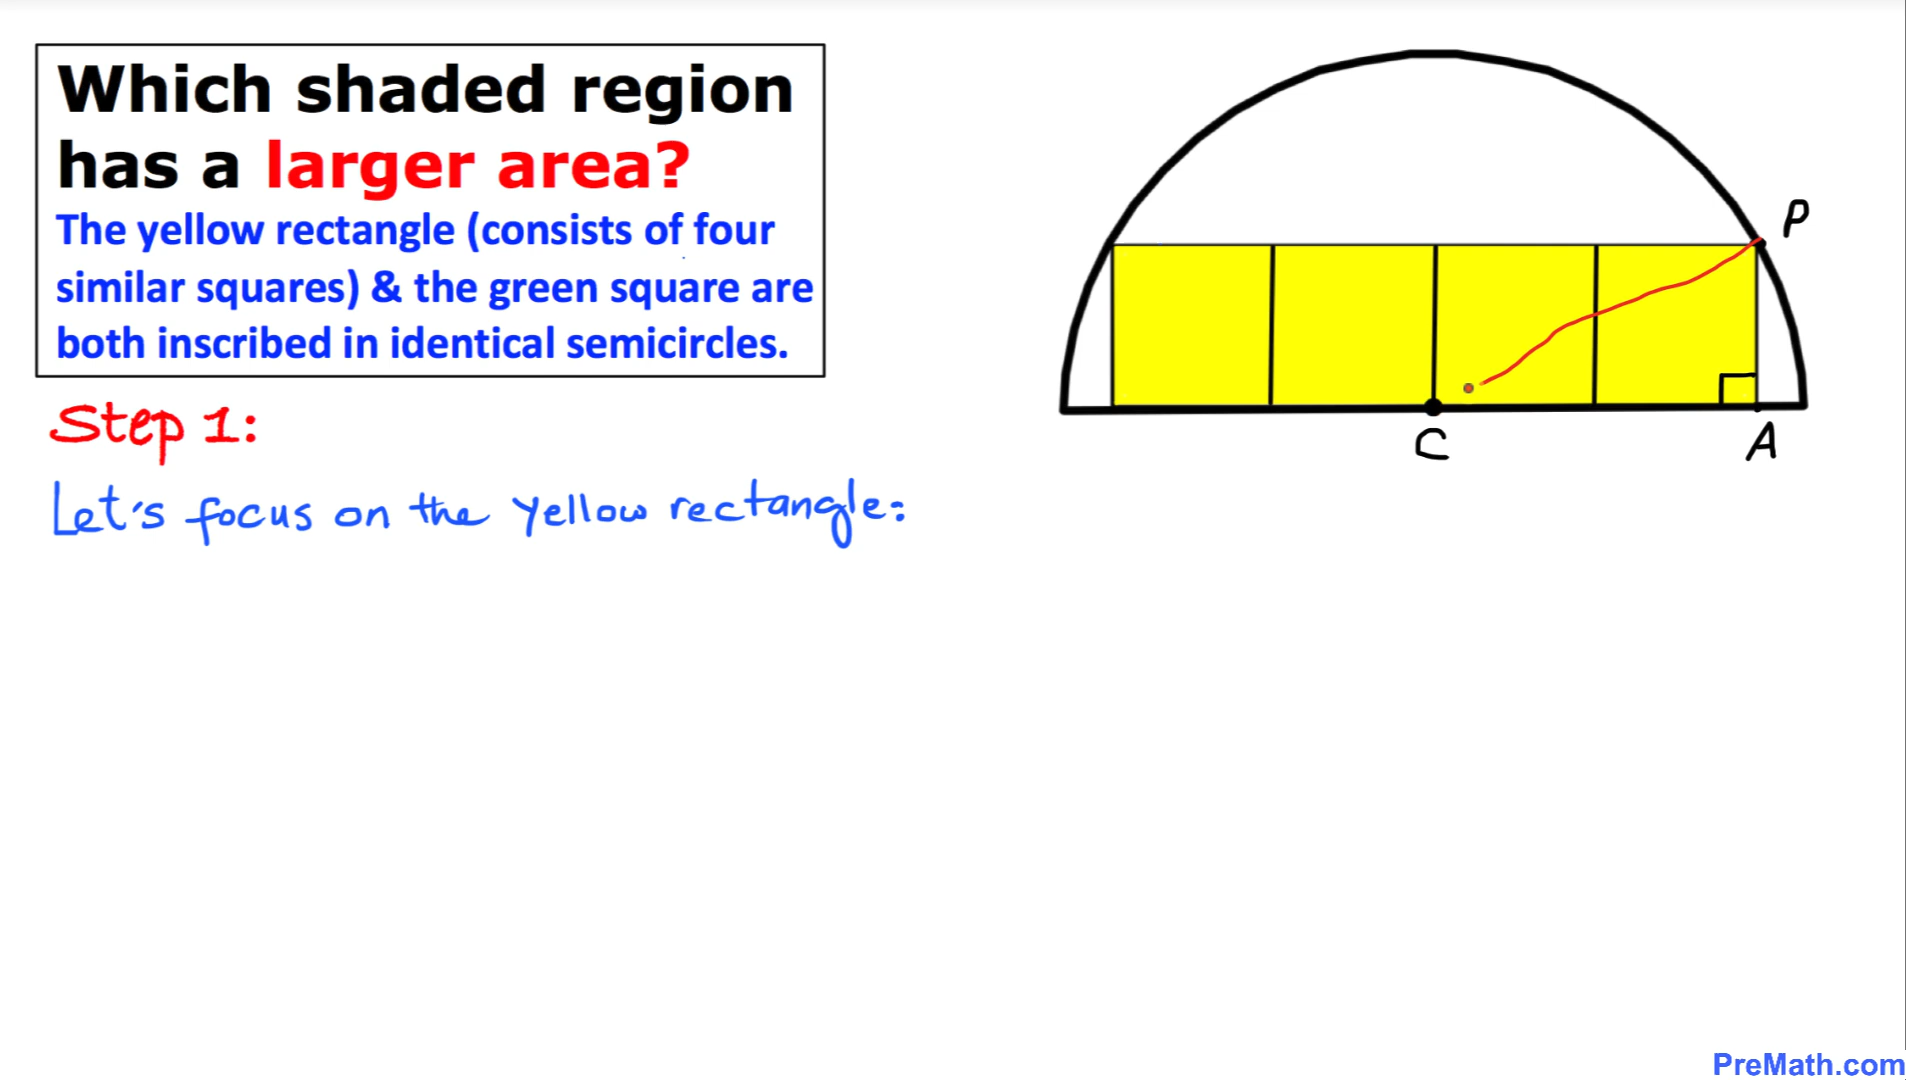 Which shaded region
has a larger area?
The yellow rectangle (consists of four
similar squares) & the green square are
both inscribed in identical semicircles.
Step 1:
Let's focus on the yellow rectangle:
P
C
A
PreMath.com